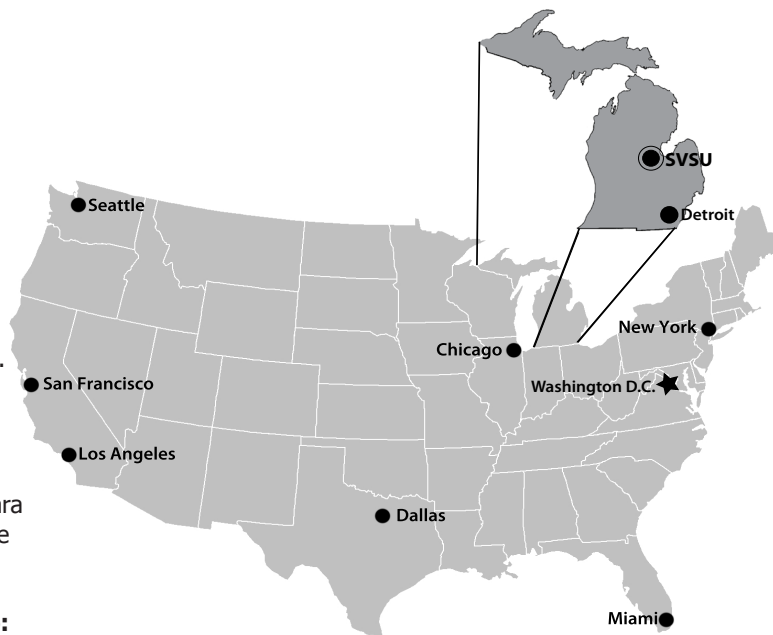 SVSU
Detroit
Seattle
New York
Chicago
Washington D.C.
San Francisco
Los Angeles
Dallas
Miami
.
: